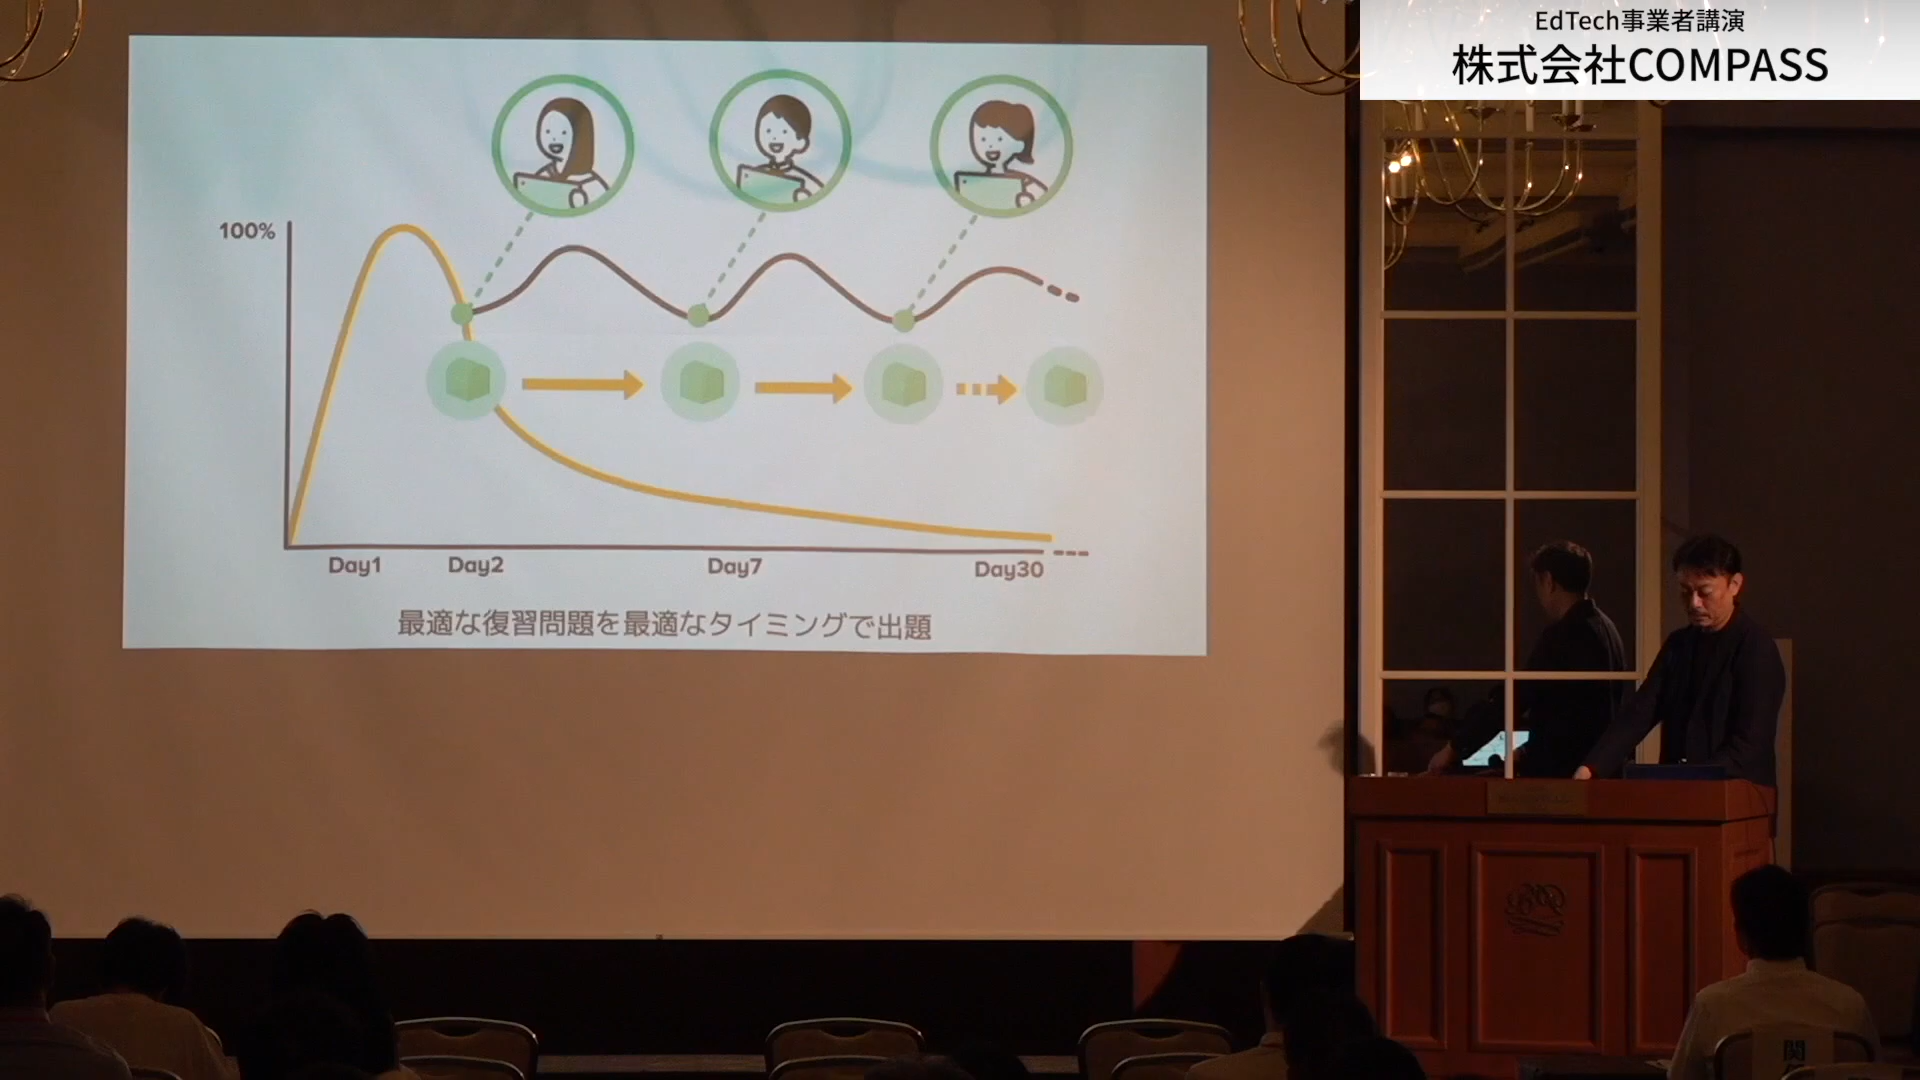 EdTech事業者講演
株式会社COMPASS
100%
Day1
Day2
Day7
Day30
最適な復習問題を最適なタイミングで出題
関